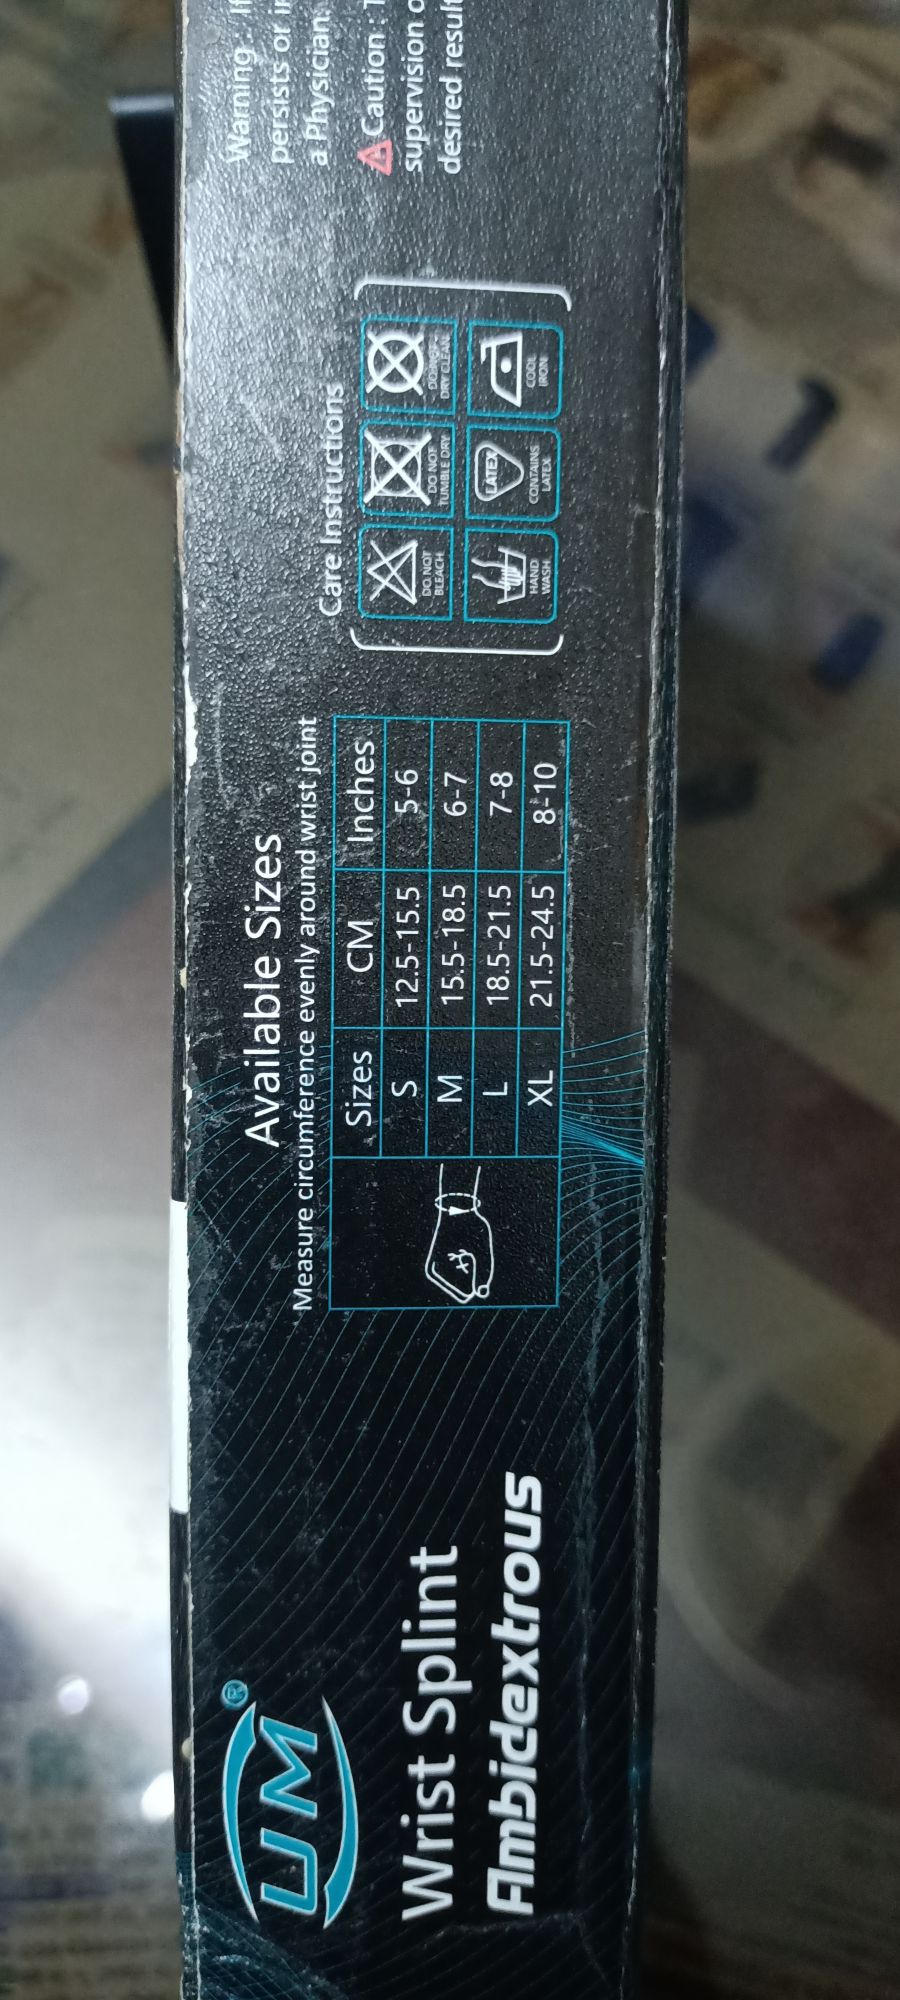 UM®
Wrist Splint
Ambidextrous
Available Sizes
Measure circumference evenly around wrist joint
Sizes CM Inches
S 12.5-15.5 5-6
M 15.5-18.5 6-7
L 18.5-21.5 7-8
XL 21.5-24.5 8-10
Care Instructions
DO NOT
BLEACH
DO NOT
TUMBLE DRY
DO NOT
DRY CLEAN
HAND
WASH
LATEX
CONTAINS
LATEX
COOL
IRON
Warning : If
persists or
a Physician.
Caution :
supervision
desired